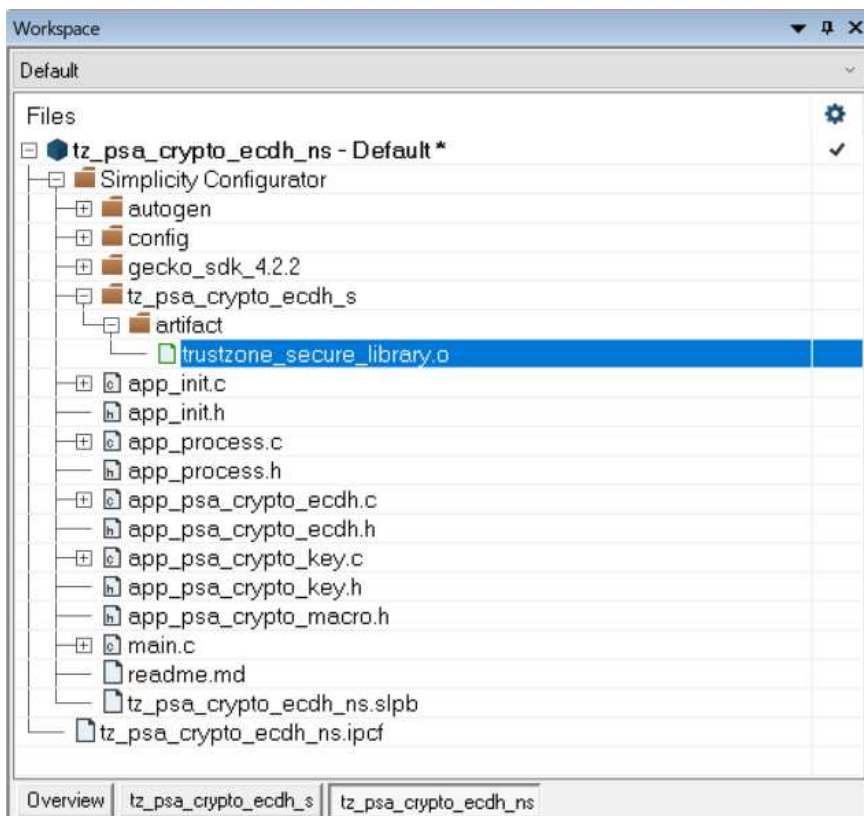 Workspace
Default
Files
tz_psa_crypto_ecdh_ns - Default *
Simplicity Configurator
autogen
config
gecko_sdk_4.2.2
tz_psa_crypto_ecdh_s
artifact
trustzone_secure_library.o
app_init.c
app_init.h
app_process.c
app_process.h
app_psa_crypto_ecdh.c
app_psa_crypto_ecdh.h
app_psa_crypto_key.c
app_psa_crypto_key.h
app_psa_crypto_macro.h
main.c
readme.md
tz_psa_crypto_ecdh_ns.slpb
tz_psa_crypto_ecdh_ns.ipcf
Overview tz_psa_crypto_ecdh_s tz_psa_crypto_ecdh_ns